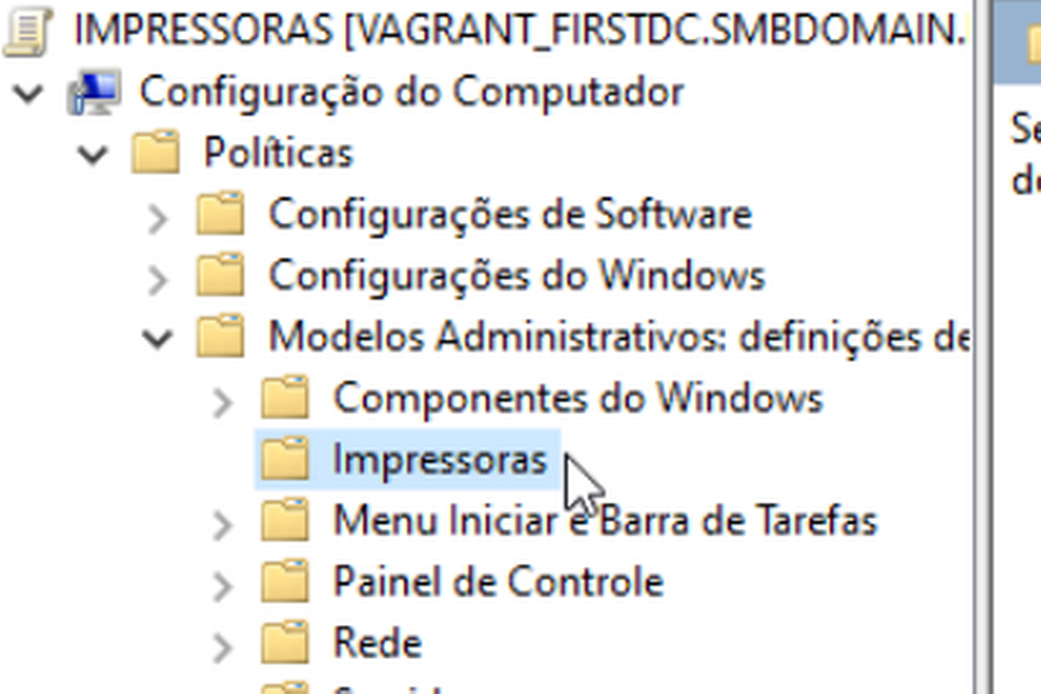 IMPRESSORAS [VAGRANT_FIRSTDC.SMBDOMAIN.
Configuração do Computador
Políticas
Configurações de Software
Configurações do Windows
Modelos Administrativos: definições de
Componentes do Windows
Impressoras
Menu Iniciar e Barra de Tarefas
Painel de Controle
Rede